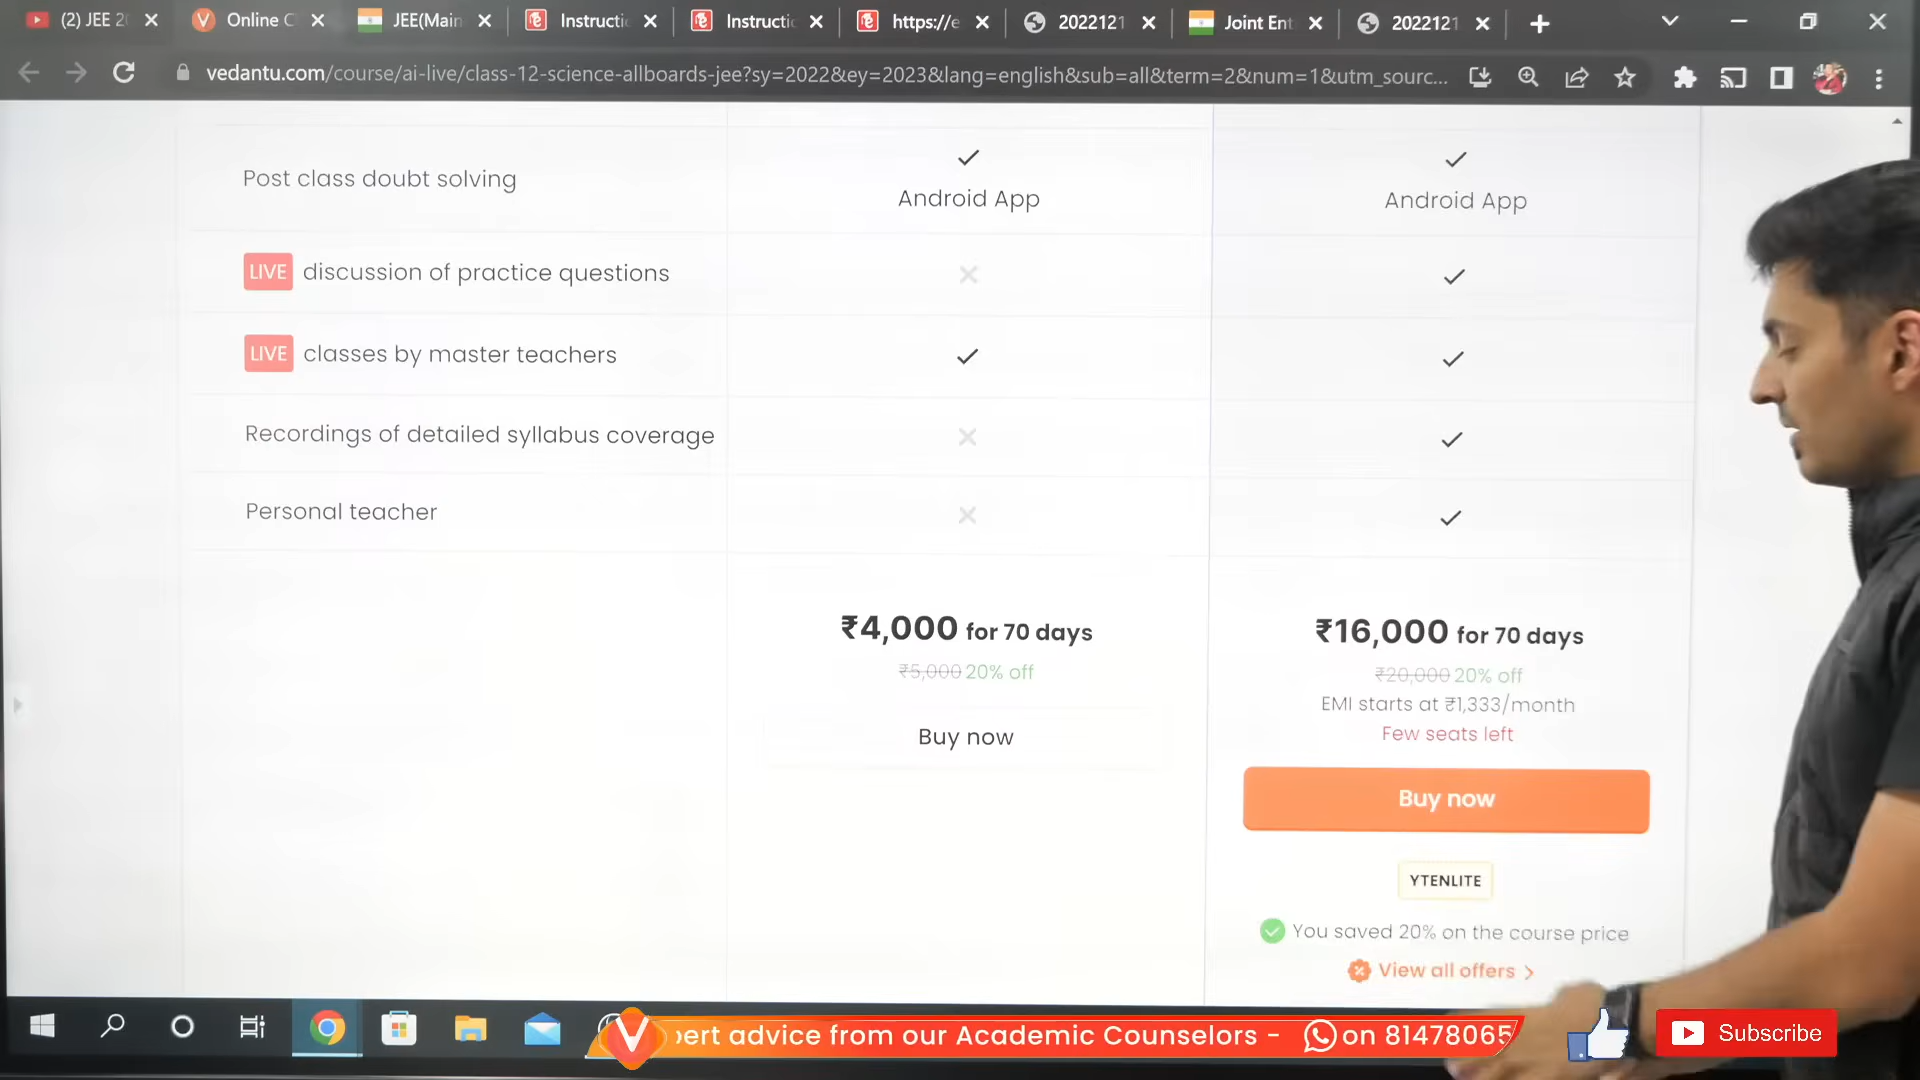 (2) JEE 20
Online C
JEE(Main
Instructio
Instructio
https://e
2022121
Joint Ent
2022121
vedantu.com/course/ai-live/class-12-science-allboards-jee?sy=2022&ey=2023&lang=english&sub=all&term=2&num=1&utm_sourc...
Post class doubt solving
Android App
Android App
LIVE discussion of practice questions
LIVE classes by master teachers
Recordings of detailed syllabus coverage
Personal teacher
₹4,000 for 70 days
₹5,000 20% off
Buy now
₹16,000 for 70 days
₹20,000 20% off
EMI starts at ₹1,333/month
Few seats left
Buy now
YTENLITE
You saved 20% on the course price
View all offers
pert advice from our Academic Counselors - on 81478065
Subscribe